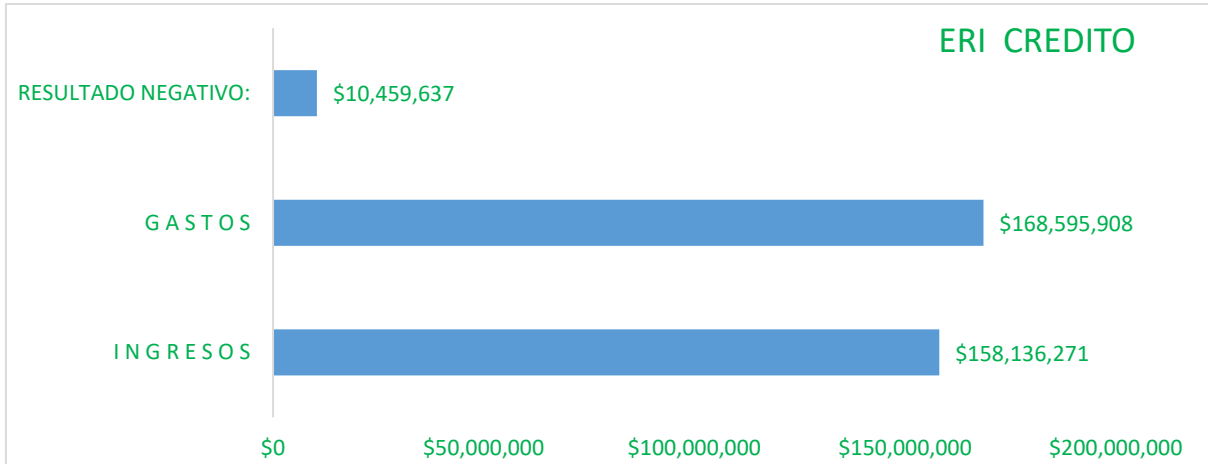 ERI CREDITO
RESULTADO NEGATIVO: $10,459,637
G A S T O S $168,595,908
I N G R E S O S $158,136,271
$0 $50,000,000 $100,000,000 $150,000,000 $200,000,000